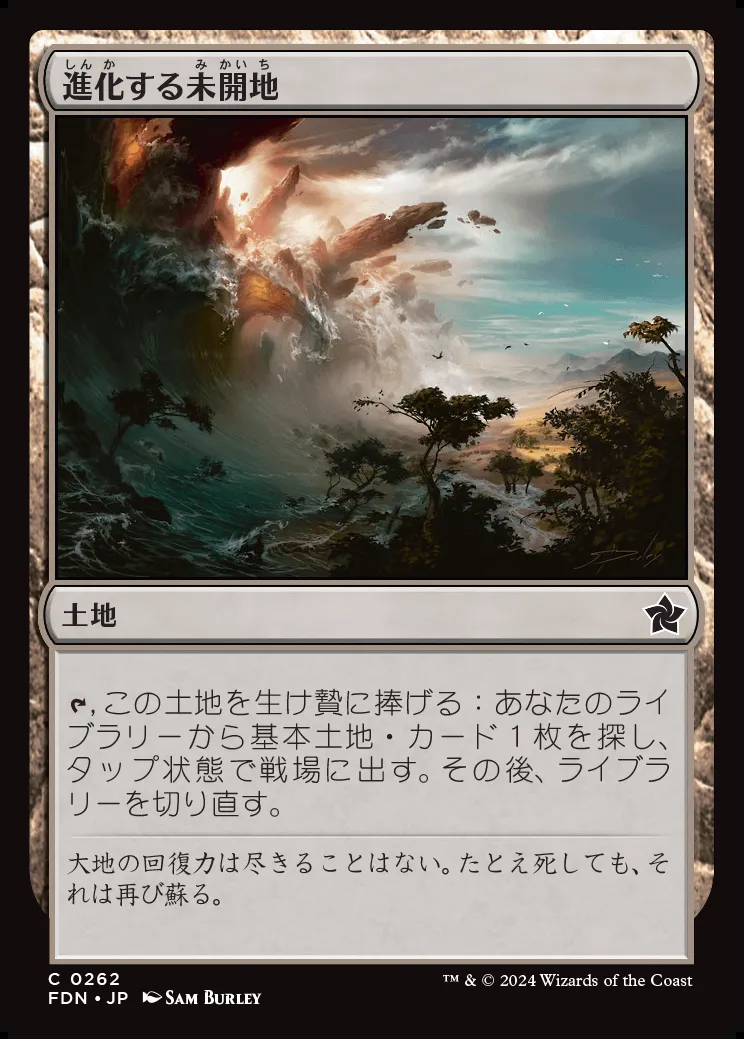 しんか みかいち
進化する未開地
土地
,この土地を生け贄に捧げる：あなたのライ
ブラリーから基本土地・カード１枚を探し、
タップ状態で戦場に出す。その後、ライブラ
リーを切り直す。
大地の回復力は尽きることはない。たとえ死しても、そ
れは再び蘇る。
C 0262
FDN • JP SAM BURLEY
™ & © 2024 Wizards of the Coast